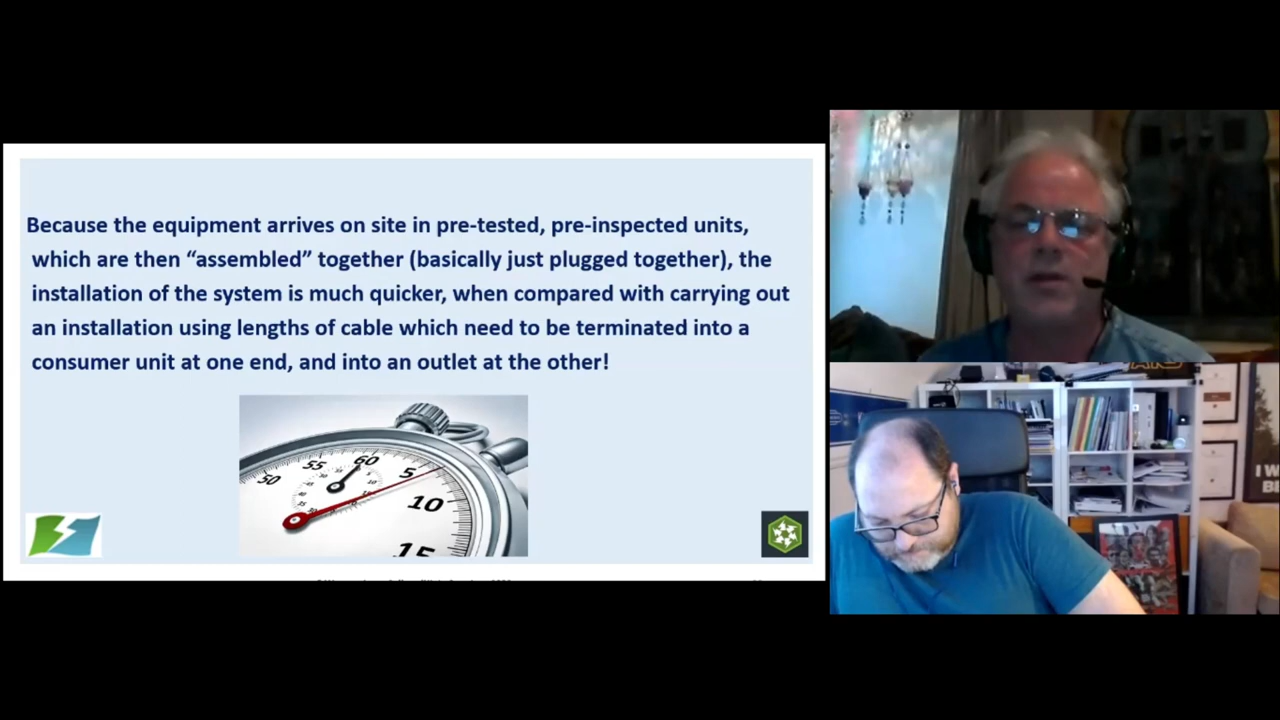 Because the equipment arrives on site in pre-tested, pre-inspected units,
which are then “assembled” together (basically just plugged together), the
installation of the system is much quicker, when compared with carrying out
an installation using lengths of cable which need to be terminated into a
consumer unit at one end, and into an outlet at the other!
50
55
60
5
10
15
I W